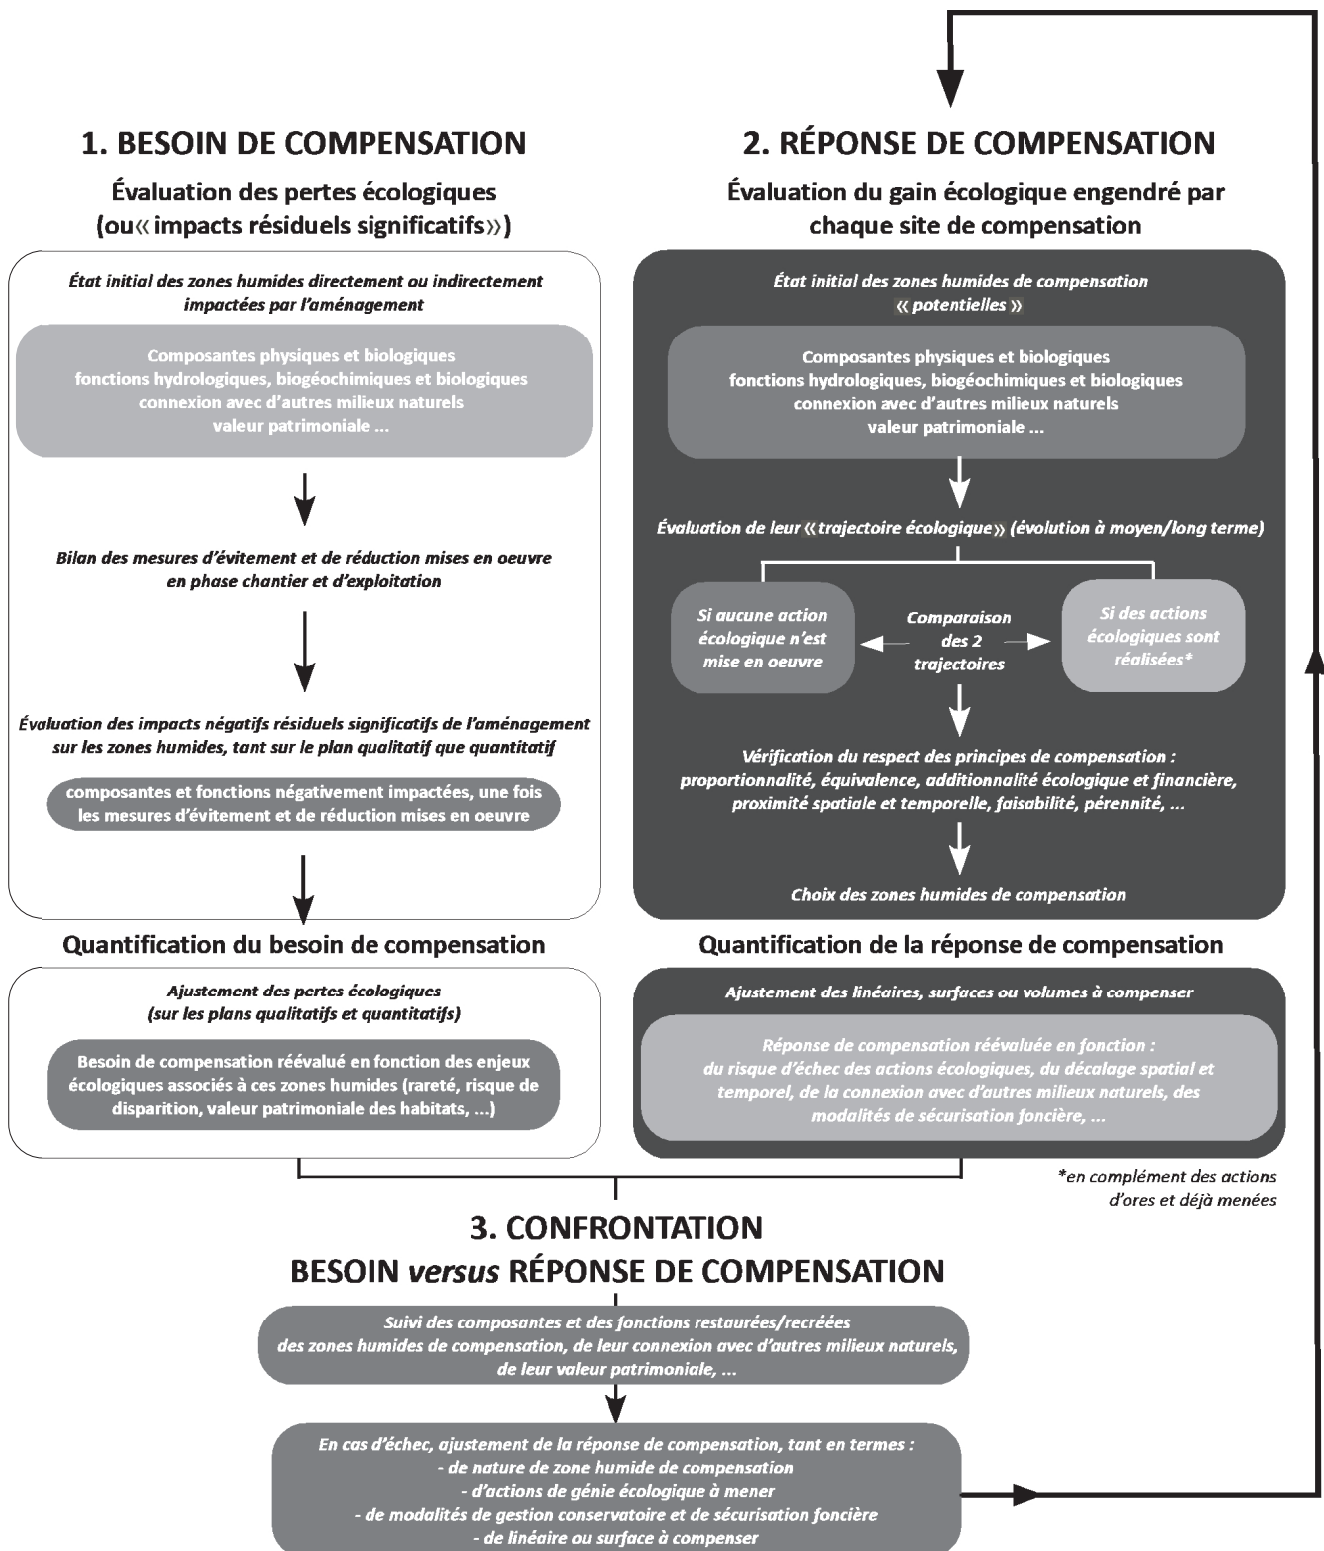 1. BESOIN DE COMPENSATION
Évaluation des pertes écologiques
(ou« impacts résiduels significatifs»)
État initial des zones humides directement ou indirectement
impactées par l'aménagement
Composantes physiques et biologiques
fonctions hydrologiques, biogéochimiques et biologiques
connexion avec d'autres milieux naturels
valeur patrimoniale ...
Bilan des mesures d'évitement et de réduction mises en oeuvre
en phase chantier et d'exploitation
Évaluation des impacts négatifs résiduels significatifs de l'aménagement
sur les zones humides, tant sur le plan qualitatif que quantitatif
composantes et fonctions négativement impactées, une fois
les mesures d'évitement et de réduction mises en oeuvre
Quantification du besoin de compensation
Ajustement des pertes écologiques
(sur les plans qualitatifs et quantitatifs)
Besoin de compensation réévalué en fonction des enjeux
écologiques associés à ces zones humides (rareté, risque de
disparition, valeur patrimoniale des habitats, ...)
2. RÉPONSE DE COMPENSATION
Évaluation du gain écologique engendré par
chaque site de compensation
État initial des zones humides de compensation
« potentielles »
Composantes physiques et biologiques
fonctions hydrologiques, biogéochimiques et biologiques
connexion avec d'autres milieux naturels
valeur patrimoniale ...
Évaluation de leur « trajectoire écologique » (évolution à moyen/long terme)
Si aucune action
écologique n'est
mise en oeuvre
Comparaison
des 2
trajectoires
Si des actions
écologiques sont
réalisées*
Vérification du respect des principes de compensation :
proportionnalité, équivalence, additionnalité écologique et financière,
proximité spatiale et temporelle, faisabilité, pérennité, ...
Choix des zones humides de compensation
Quantification de la réponse de compensation
Ajustement des linéaires, surfaces ou volumes à compenser
Réponse de compensation réévaluée en fonction :
du risque d'échec des actions écologiques, du décalage spatial et
temporel, de la connexion avec d'autres milieux naturels, des
modalités de sécurisation foncière, ...
*en complément des actions
d'ores et déjà menées
3. CONFRONTATION
BESOIN versus RÉPONSE DE COMPENSATION
Suivi des composantes et des fonctions restaurées/recréées
des zones humides de compensation, de leur connexion avec d'autres milieux naturels,
de leur valeur patrimoniale, ...
En cas d'échec, ajustement de la réponse de compensation, tant en termes :
- de nature de zone humide de compensation
- d'actions de génie écologique à mener
- de modalités de gestion conservatoire et de sécurisation foncière
- de linéaire ou surface à compenser